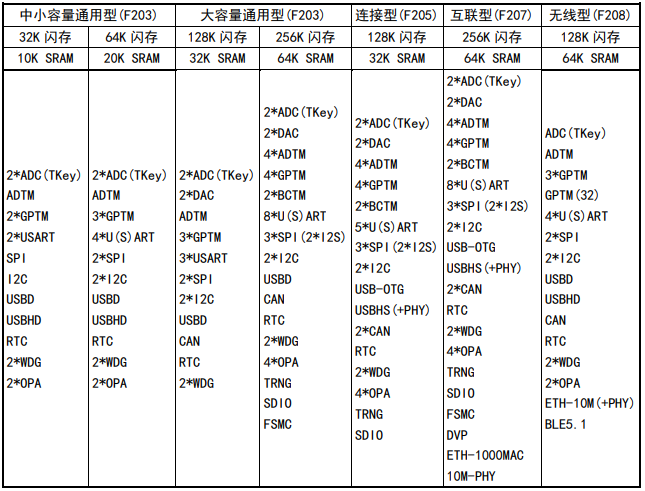 中小容量通用型(F203) 大容量通用型(F203) 连接型(F205) 互联型(F207) 无线型(F208)
32K 闪存 64K 闪存 128K 闪存 256K 闪存 128K 闪存 256K 闪存 128K 闪存
10K SRAM 20K SRAM 32K SRAM 64K SRAM 32K SRAM 64K SRAM 64K SRAM
2*ADC(TKey)
ADTM
2*GPTM
2*USART
SPI
I2C
USBD
USBHD
RTC
2*WDG
2*OPA
2*ADC(TKey)
ADTM
3*GPTM
4*U(S)ART
2*SPI
2*I2C
USBD
USBHD
RTC
2*WDG
2*OPA
2*ADC(TKey)
2*DAC
ADTM
3*GPTM
3*USART
2*SPI
2*I2C
USBD
CAN
RTC
2*WDG
2*ADC(TKey)
2*DAC
4*ADTM
4*GPTM
2*BCTM
8*U(S)ART
3*SPI(2*I2S)
2*I2C
USBD
CAN
RTC
2*WDG
4*OPA
TRNG
SDIO
FSMC
2*ADC(TKey)
2*DAC
4*ADTM
4*GPTM
2*BCTM
5*U(S)ART
3*SPI(2*I2S)
2*I2C
USB-OTG
USBHS(+PHY)
2*CAN
RTC
2*WDG
4*OPA
TRNG
SDIO
2*ADC(TKey)
2*DAC
4*ADTM
4*GPTM
2*BCTM
8*U(S)ART
3*SPI(2*I2S)
2*I2C
USB-OTG
USBHS(+PHY)
2*CAN
RTC
2*WDG
4*OPA
TRNG
SDIO
FSMC
DVP
ETH-1000MAC
10M-PHY
ADC(TKey)
ADTM
3*GPTM
GPTM(32)
4*U(S)ART
2*SPI
2*I2C
USBD
USBHD
CAN
RTC
2*WDG
2*OPA
ETH-10M(+PHY)
BLE5.1